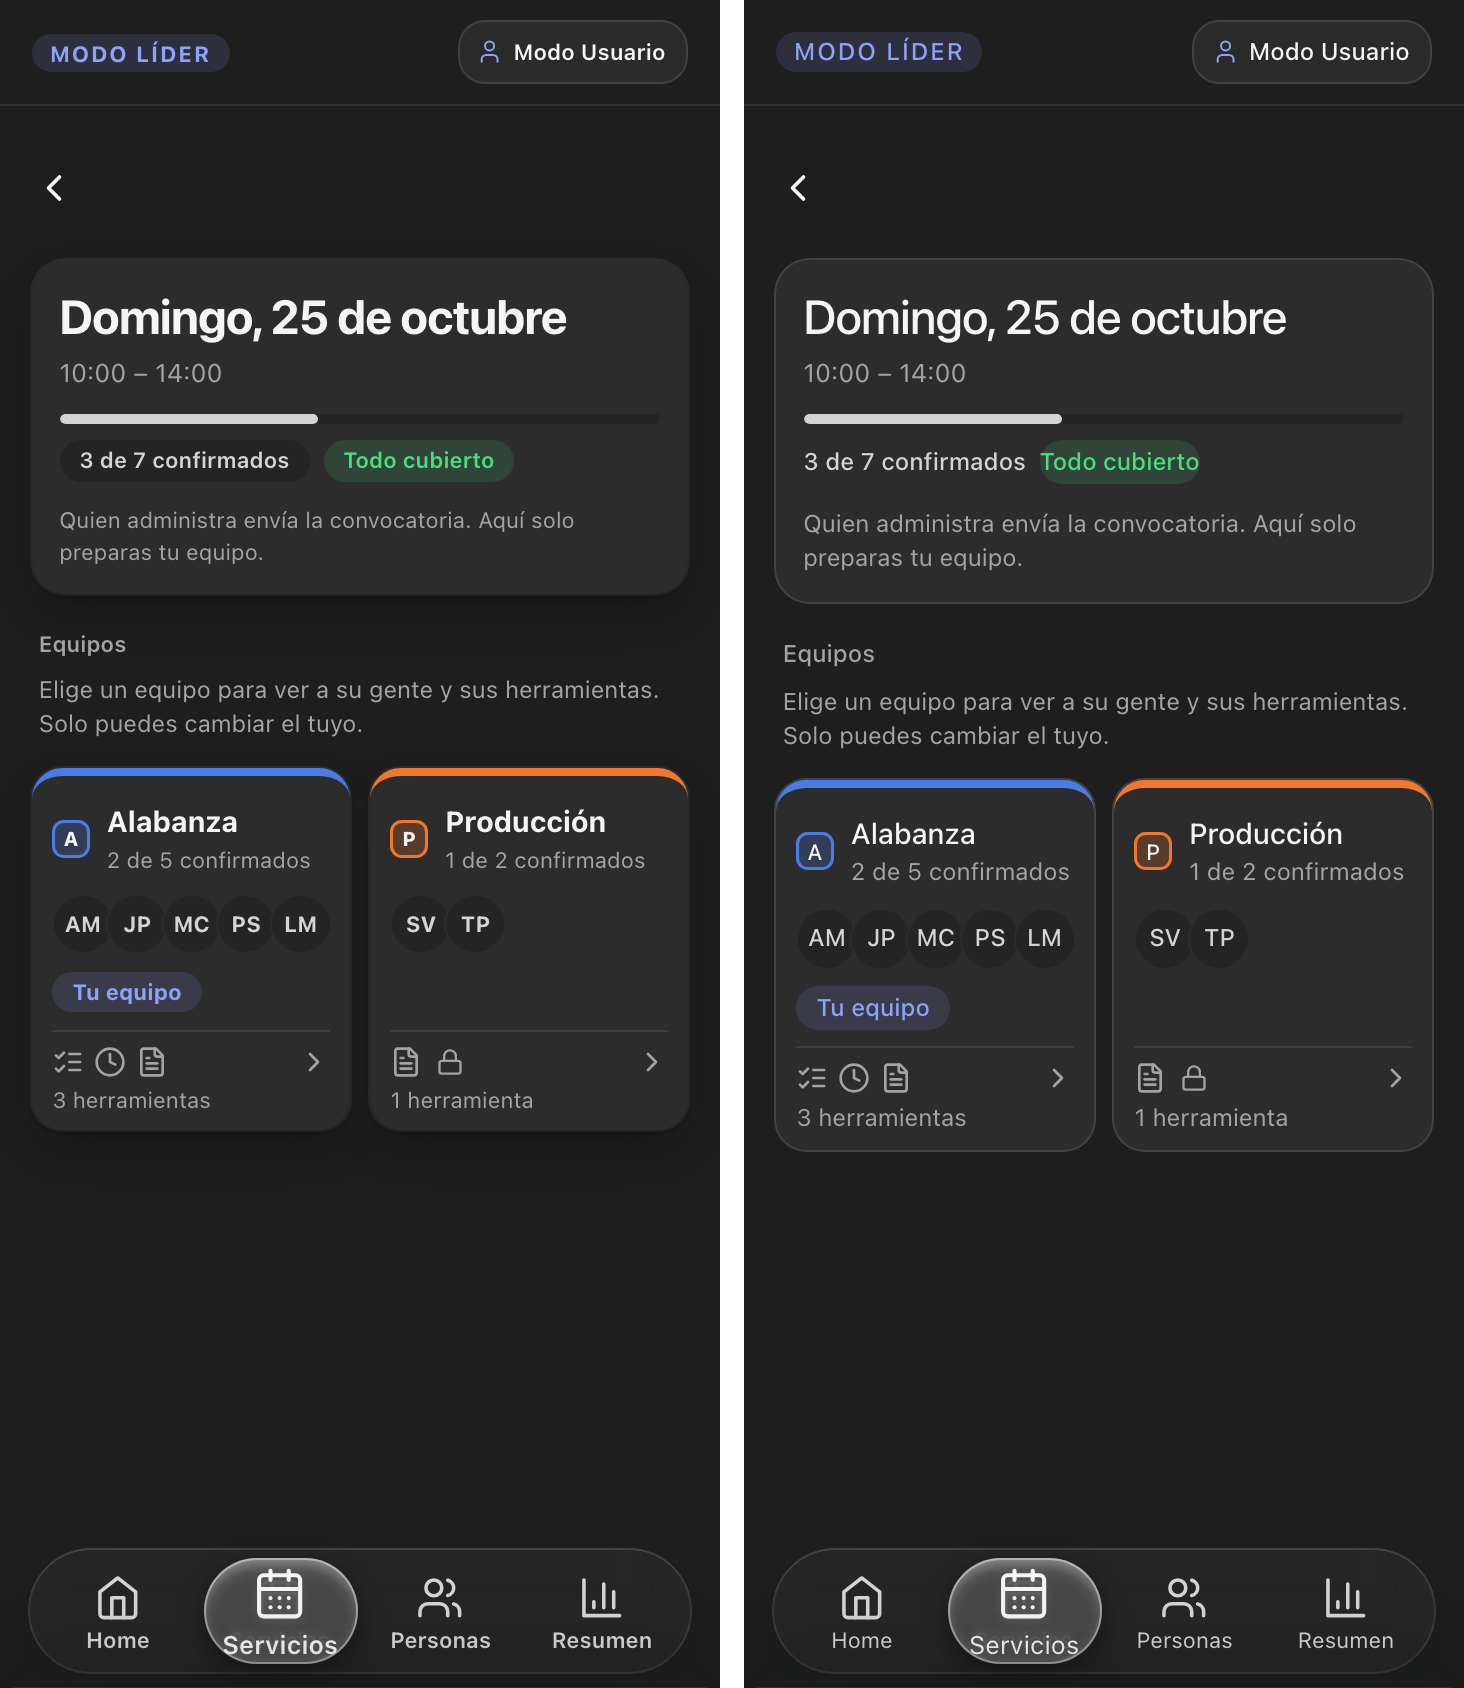 MODO LÍDER
Modo Usuario
Domingo, 25 de octubre
10:00 – 14:00
3 de 7 confirmados
Todo cubierto
Quien administra envía la convocatoria. Aquí solo
preparas tu equipo.
Equipos
Elige un equipo para ver a su gente y sus herramientas.
Solo puedes cambiar el tuyo.
A
Alabanza
2 de 5 confirmados
AM JP MC PS LM
Tu equipo
3 herramientas
P
Producción
1 de 2 confirmados
SV TP
1 herramienta
Home
Servicios
Personas
Resumen
MODO LÍDER
Modo Usuario
Domingo, 25 de octubre
10:00 – 14:00
3 de 7 confirmados
Todo cubierto
Quien administra envía la convocatoria. Aquí solo
preparas tu equipo.
Equipos
Elige un equipo para ver a su gente y sus herramientas.
Solo puedes cambiar el tuyo.
A
Alabanza
2 de 5 confirmados
AM JP MC PS LM
Tu equipo
3 herramientas
P
Producción
1 de 2 confirmados
SV TP
1 herramienta
Home
Servicios
Personas
Resumen